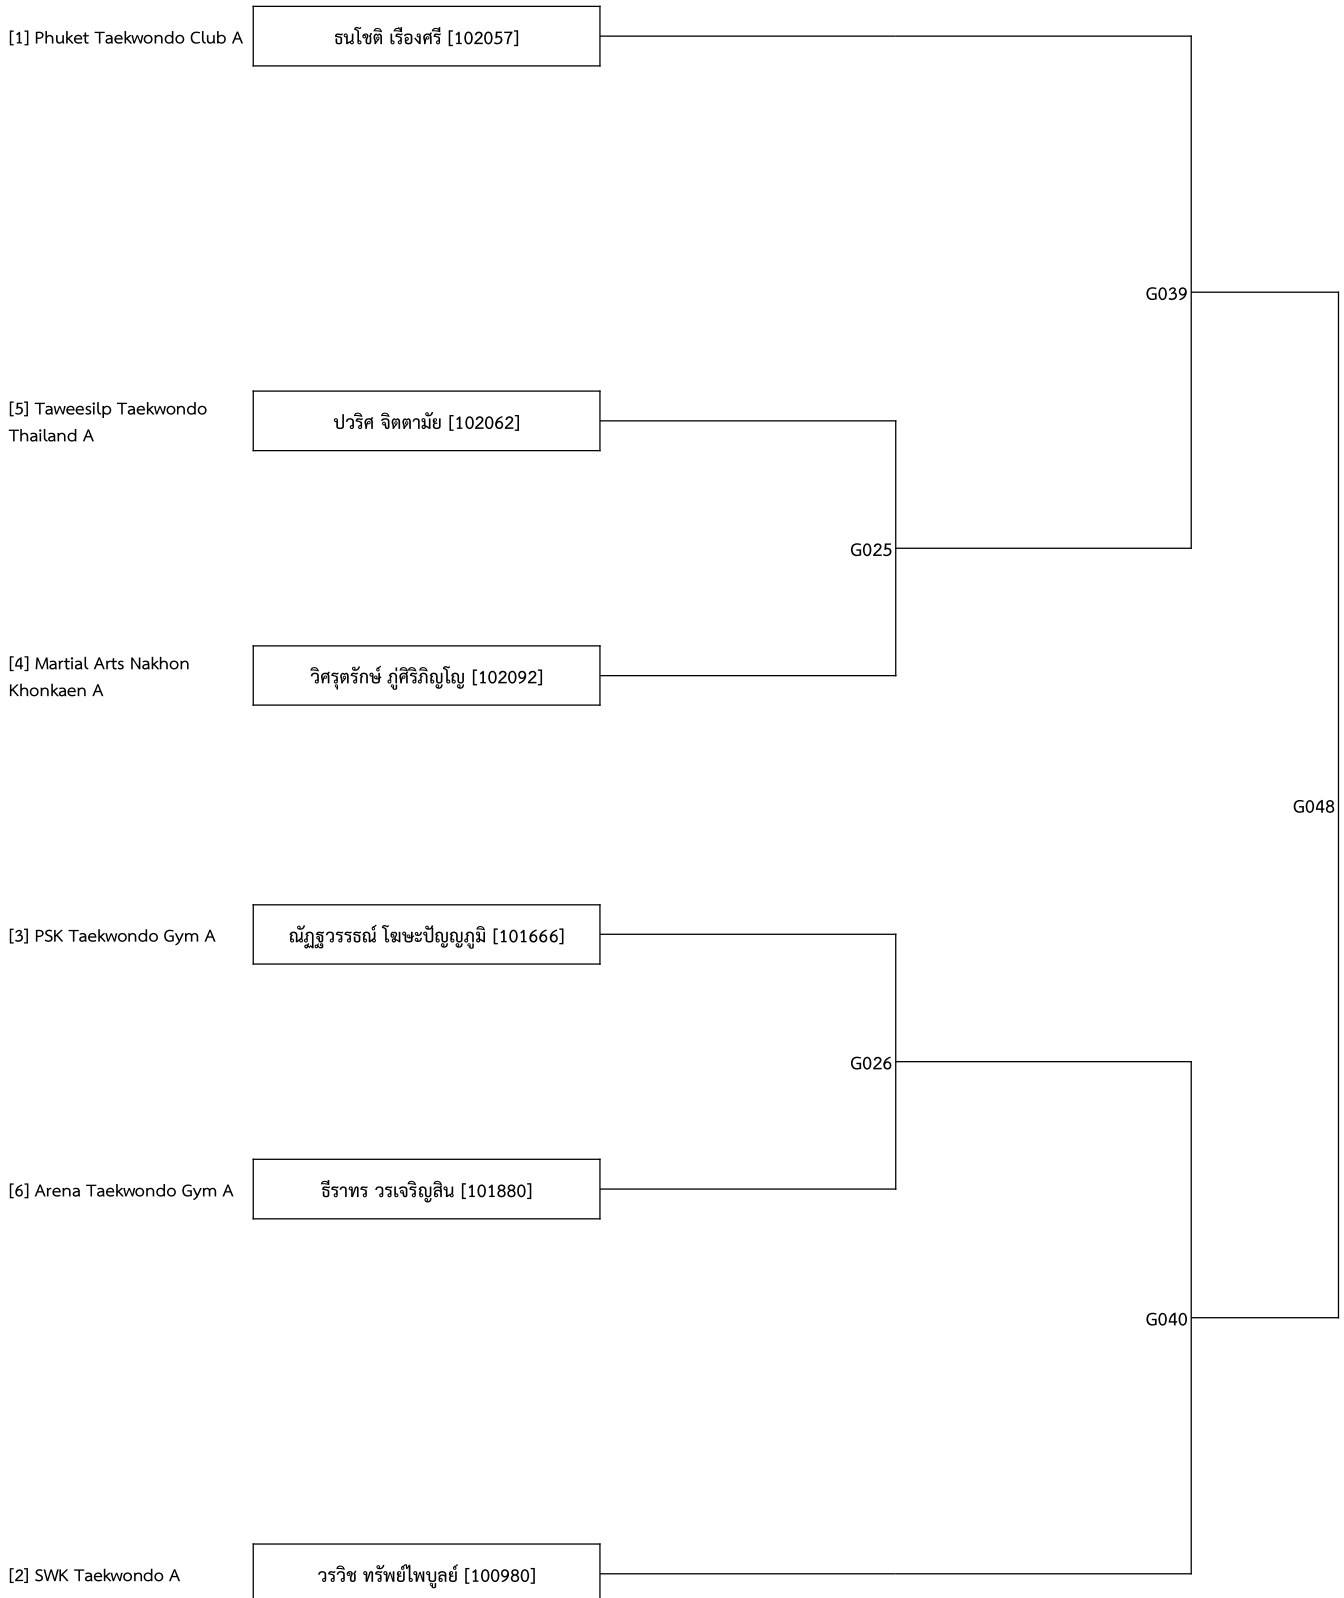 [1] Phuket Taekwondo Club A
ธนโชติ เรืองศรี [102057]
G039
[5] Taweesilp Taekwondo
Thailand A
ปวริศ จิตตามัย [102062]
G025
[4] Martial Arts Nakhon
Khonkaen A
วิศรุตรักษ์ ภู่ศิริภิญโญ [102092]
G048
[3] PSK Taekwondo Gym A
ณัฏฐวรรธณ์ โฆษะปัญญภูมิ [101666]
G026
[6] Arena Taekwondo Gym A
ธีราทร วรเจริญสิน [101880]
G040
[2] SWK Taekwondo A
วรวิช ทรัพย์ไพบูลย์ [100980]